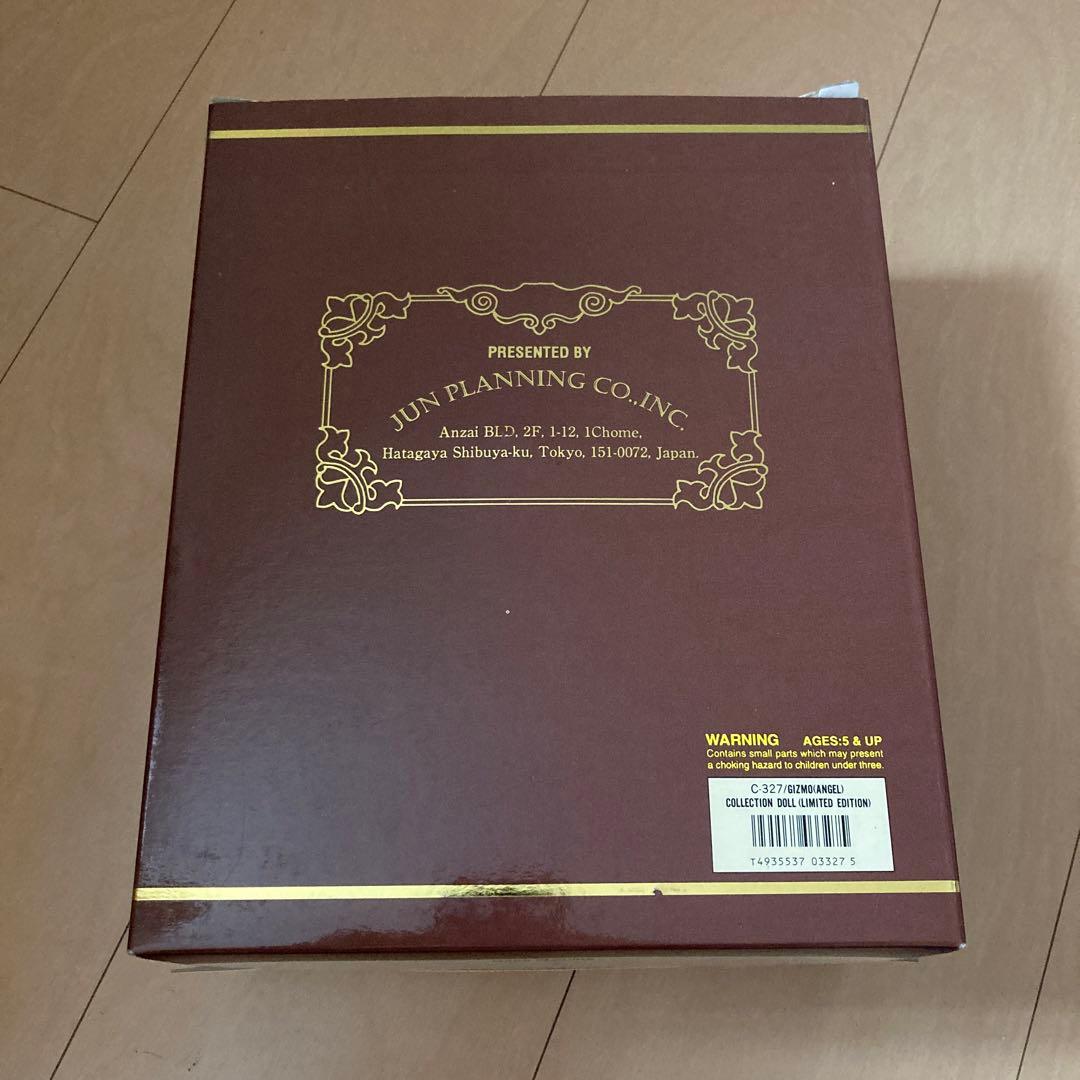 PRESENTED BY
JUN PLANNING CO.,INC.
Anzai BLD, 2F, 1-12, 1Chome,
Hatagaya Shibuya-ku, Tokyo, 151-0072, Japan.
WARNING AGES:5 & UP
Contains small parts which may present
a choking hazard to children under three.
C-327/GIZMO(ANGEL)
COLLECTION DOLL (LIMITED EDITION)
T4935537 03327 5